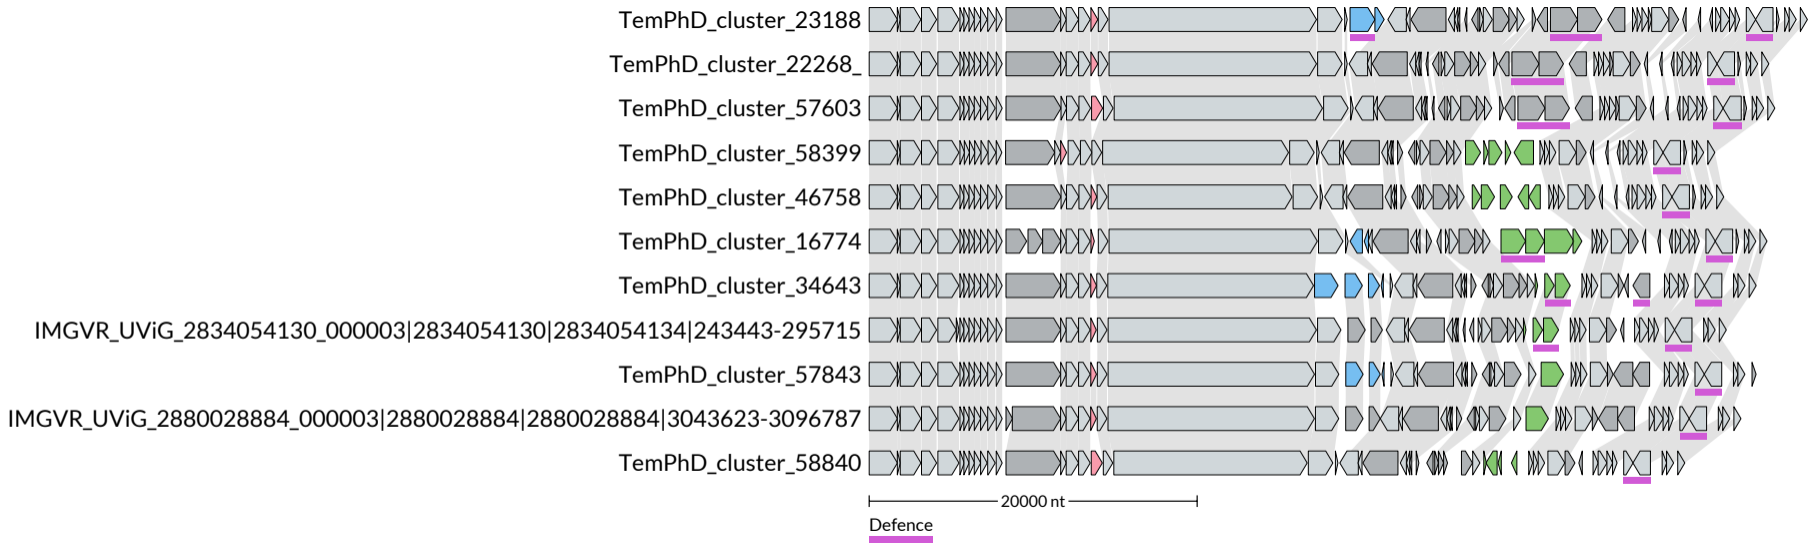 TemPhD_cluster_23188
TemPhD_cluster_22268_
TemPhD_cluster_57603
TemPhD_cluster_58399
TemPhD_cluster_46758
TemPhD_cluster_16774
TemPhD_cluster_34643
IMGVR_UViG_2834054130_000003|2834054130|2834054134|243443-295715
TemPhD_cluster_57843
IMGVR_UViG_2880028884_000003|2880028884|2880028884|3043623-3096787
TemPhD_cluster_58840
20000 nt
Defence